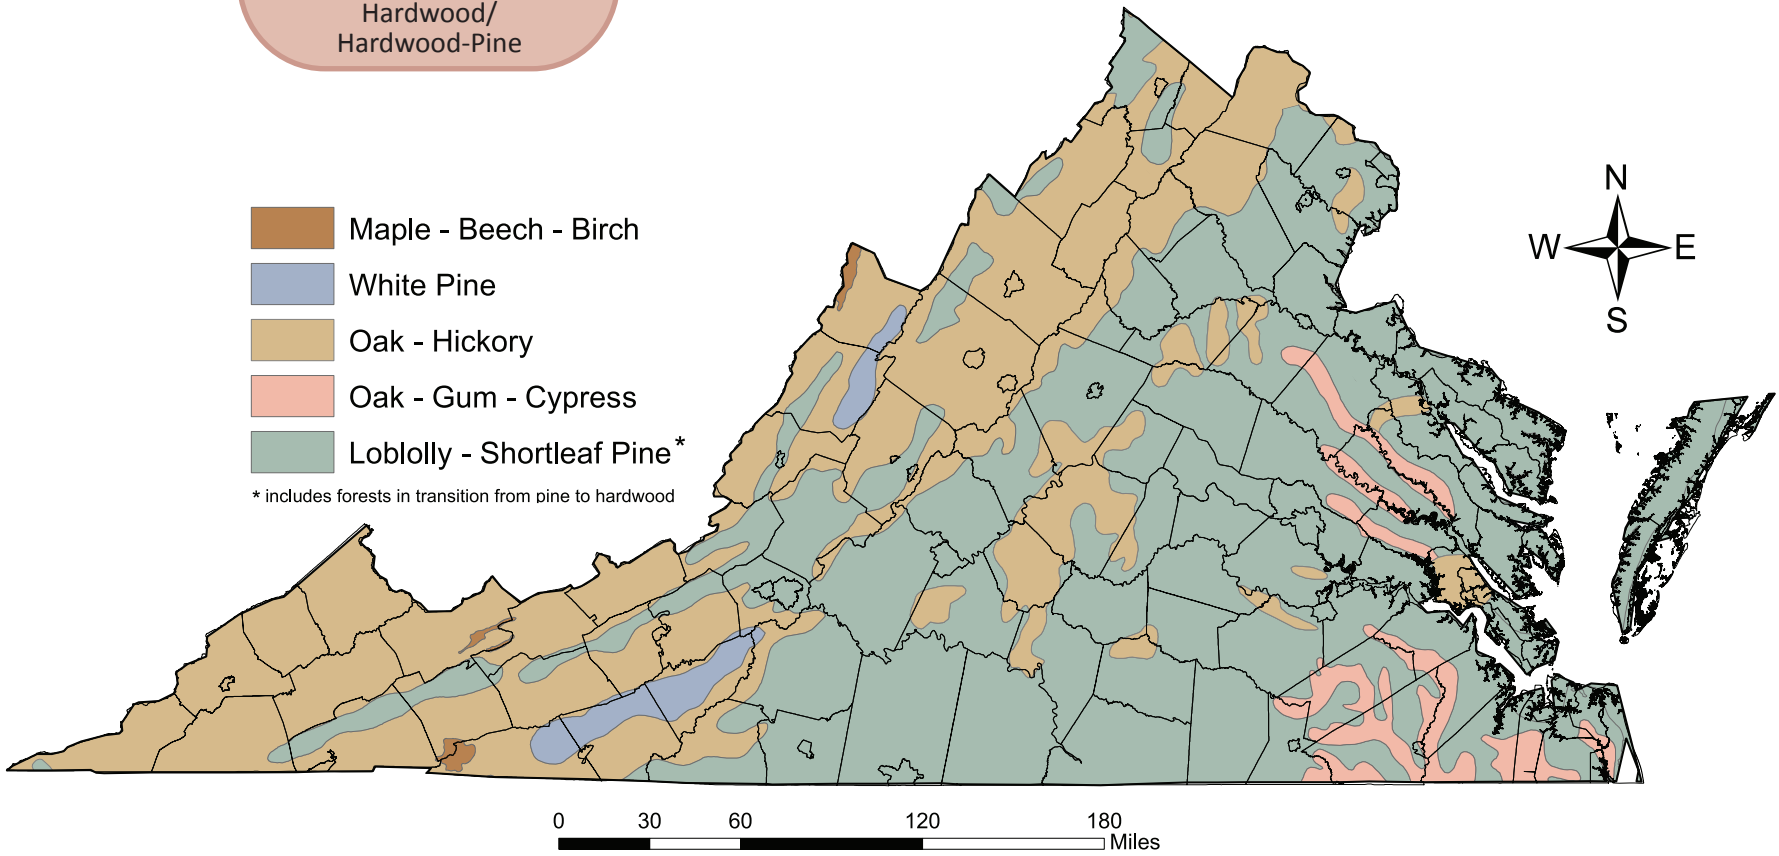 Hardwood/
Hardwood-Pine
Maple - Beech - Birch
White Pine
Oak - Hickory
Oak - Gum - Cypress
Loblolly - Shortleaf Pine*
* includes forests in transition from pine to hardwood
N
W E
S
0 30 60 120 180
Miles